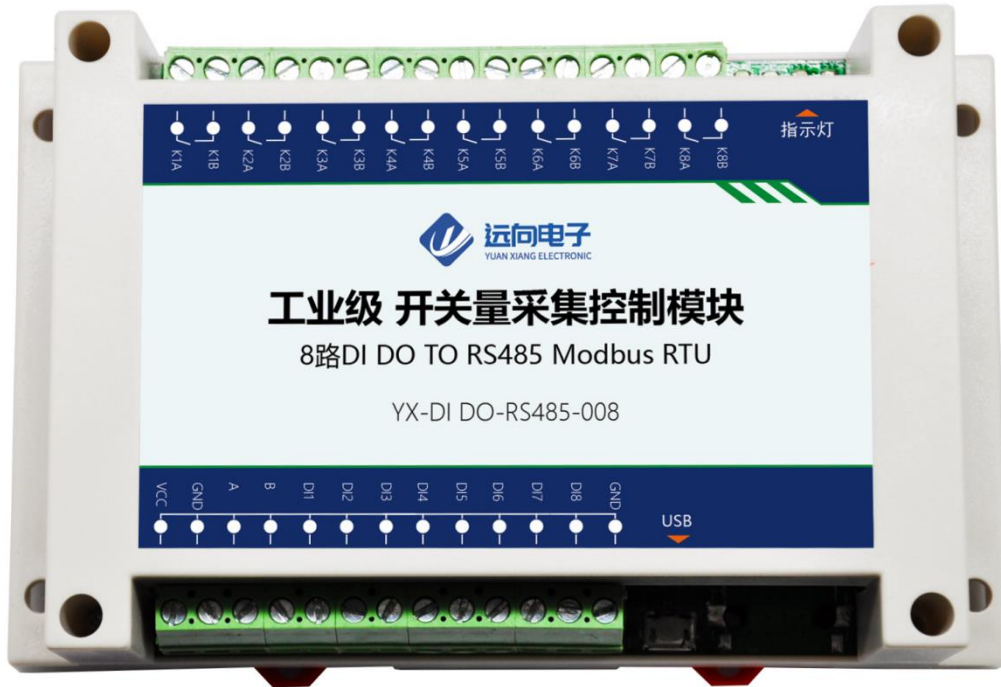 K1A K1B K2A K2B K3A K3B K4A K4B K5A K5B K6A K6B K7A K7B K8A K8B
指示灯
远向电子
YUAN XIANG ELECTRONIC
工业级 开关量采集控制模块
8路DI DO TO RS485 Modbus RTU
YX-DI DO-RS485-008
VCC GND A B DI1 DI2 DI3 DI4 DI5 DI6 DI7 DI8 GND
USB